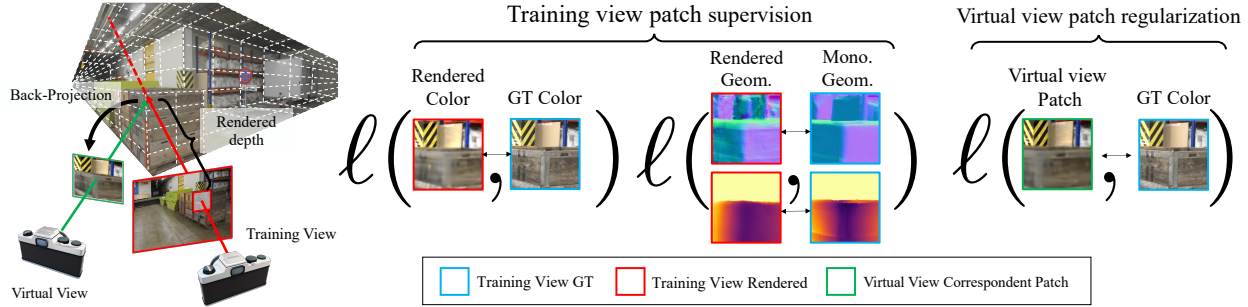 Training view patch supervision
Virtual view patch regularization
Back-Projection
Rendered
depth
Training View
Virtual View
Rendered
Color
GT Color
Rendered
Geom.
Mono.
Geom.
Virtual view
Patch
GT Color
ℓ ( , ) ℓ ( , ) ℓ ( , )
Training View GT
Training View Rendered
Virtual View Correspondent Patch